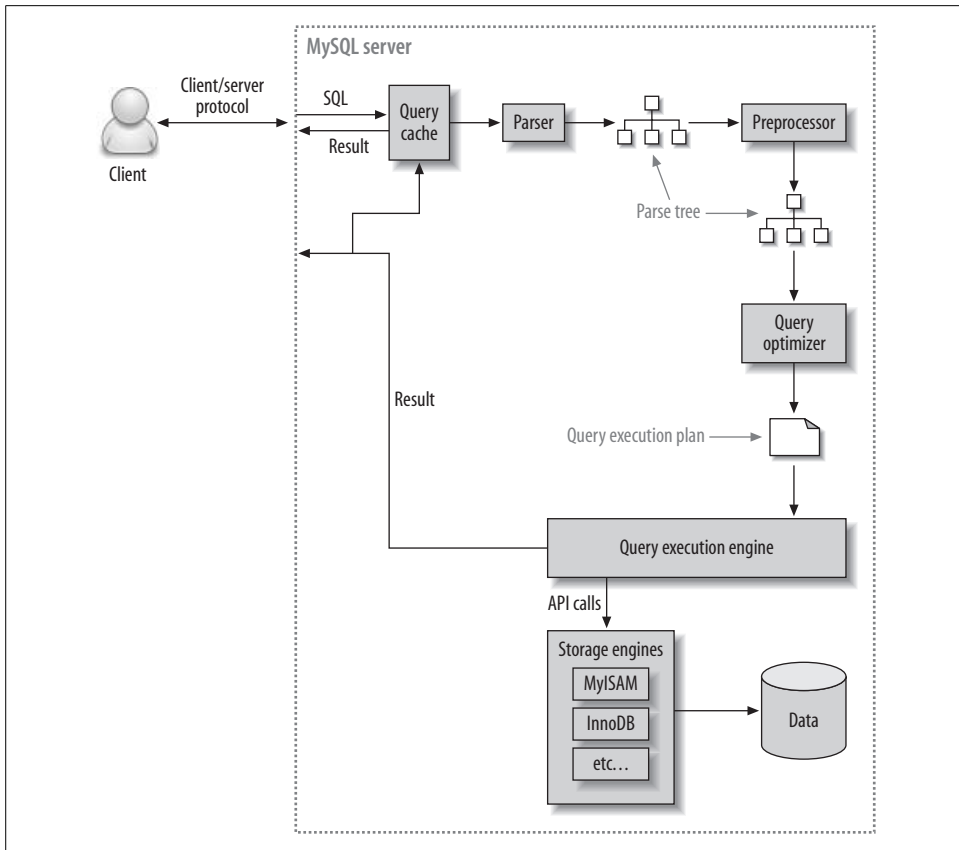 MySQL server
Client/server
protocol
Client
SQL
Result
Query
cache
Parser
Preprocessor
Parse tree
Query
optimizer
Result
Query execution plan
Query execution engine
API calls
Storage engines
MyISAM
InnoDB
etc…
Data